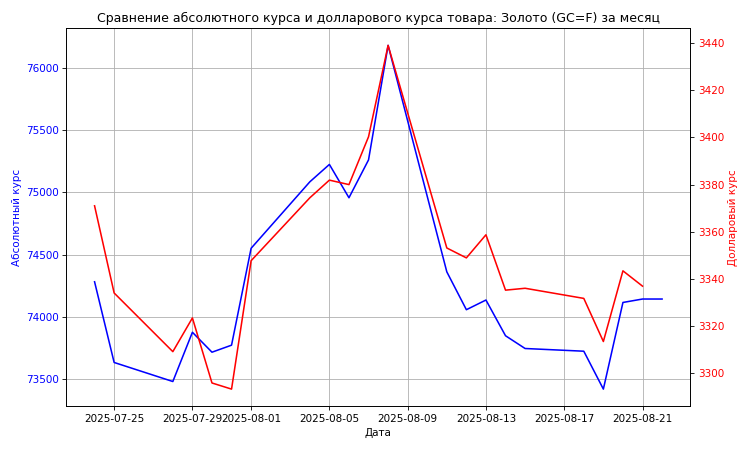 Сравнение абсолютного курса и долларового курса товара: Золото (GC=F) за месяц
Абсолютный курс
76000
75500
75000
74500
74000
73500
3440
3420
3400
3380
3360
3340
3320
3300
Долларовый курс
2025-07-25 2025-07-29 2025-08-01 2025-08-05 2025-08-09 2025-08-13 2025-08-17 2025-08-21
Дата